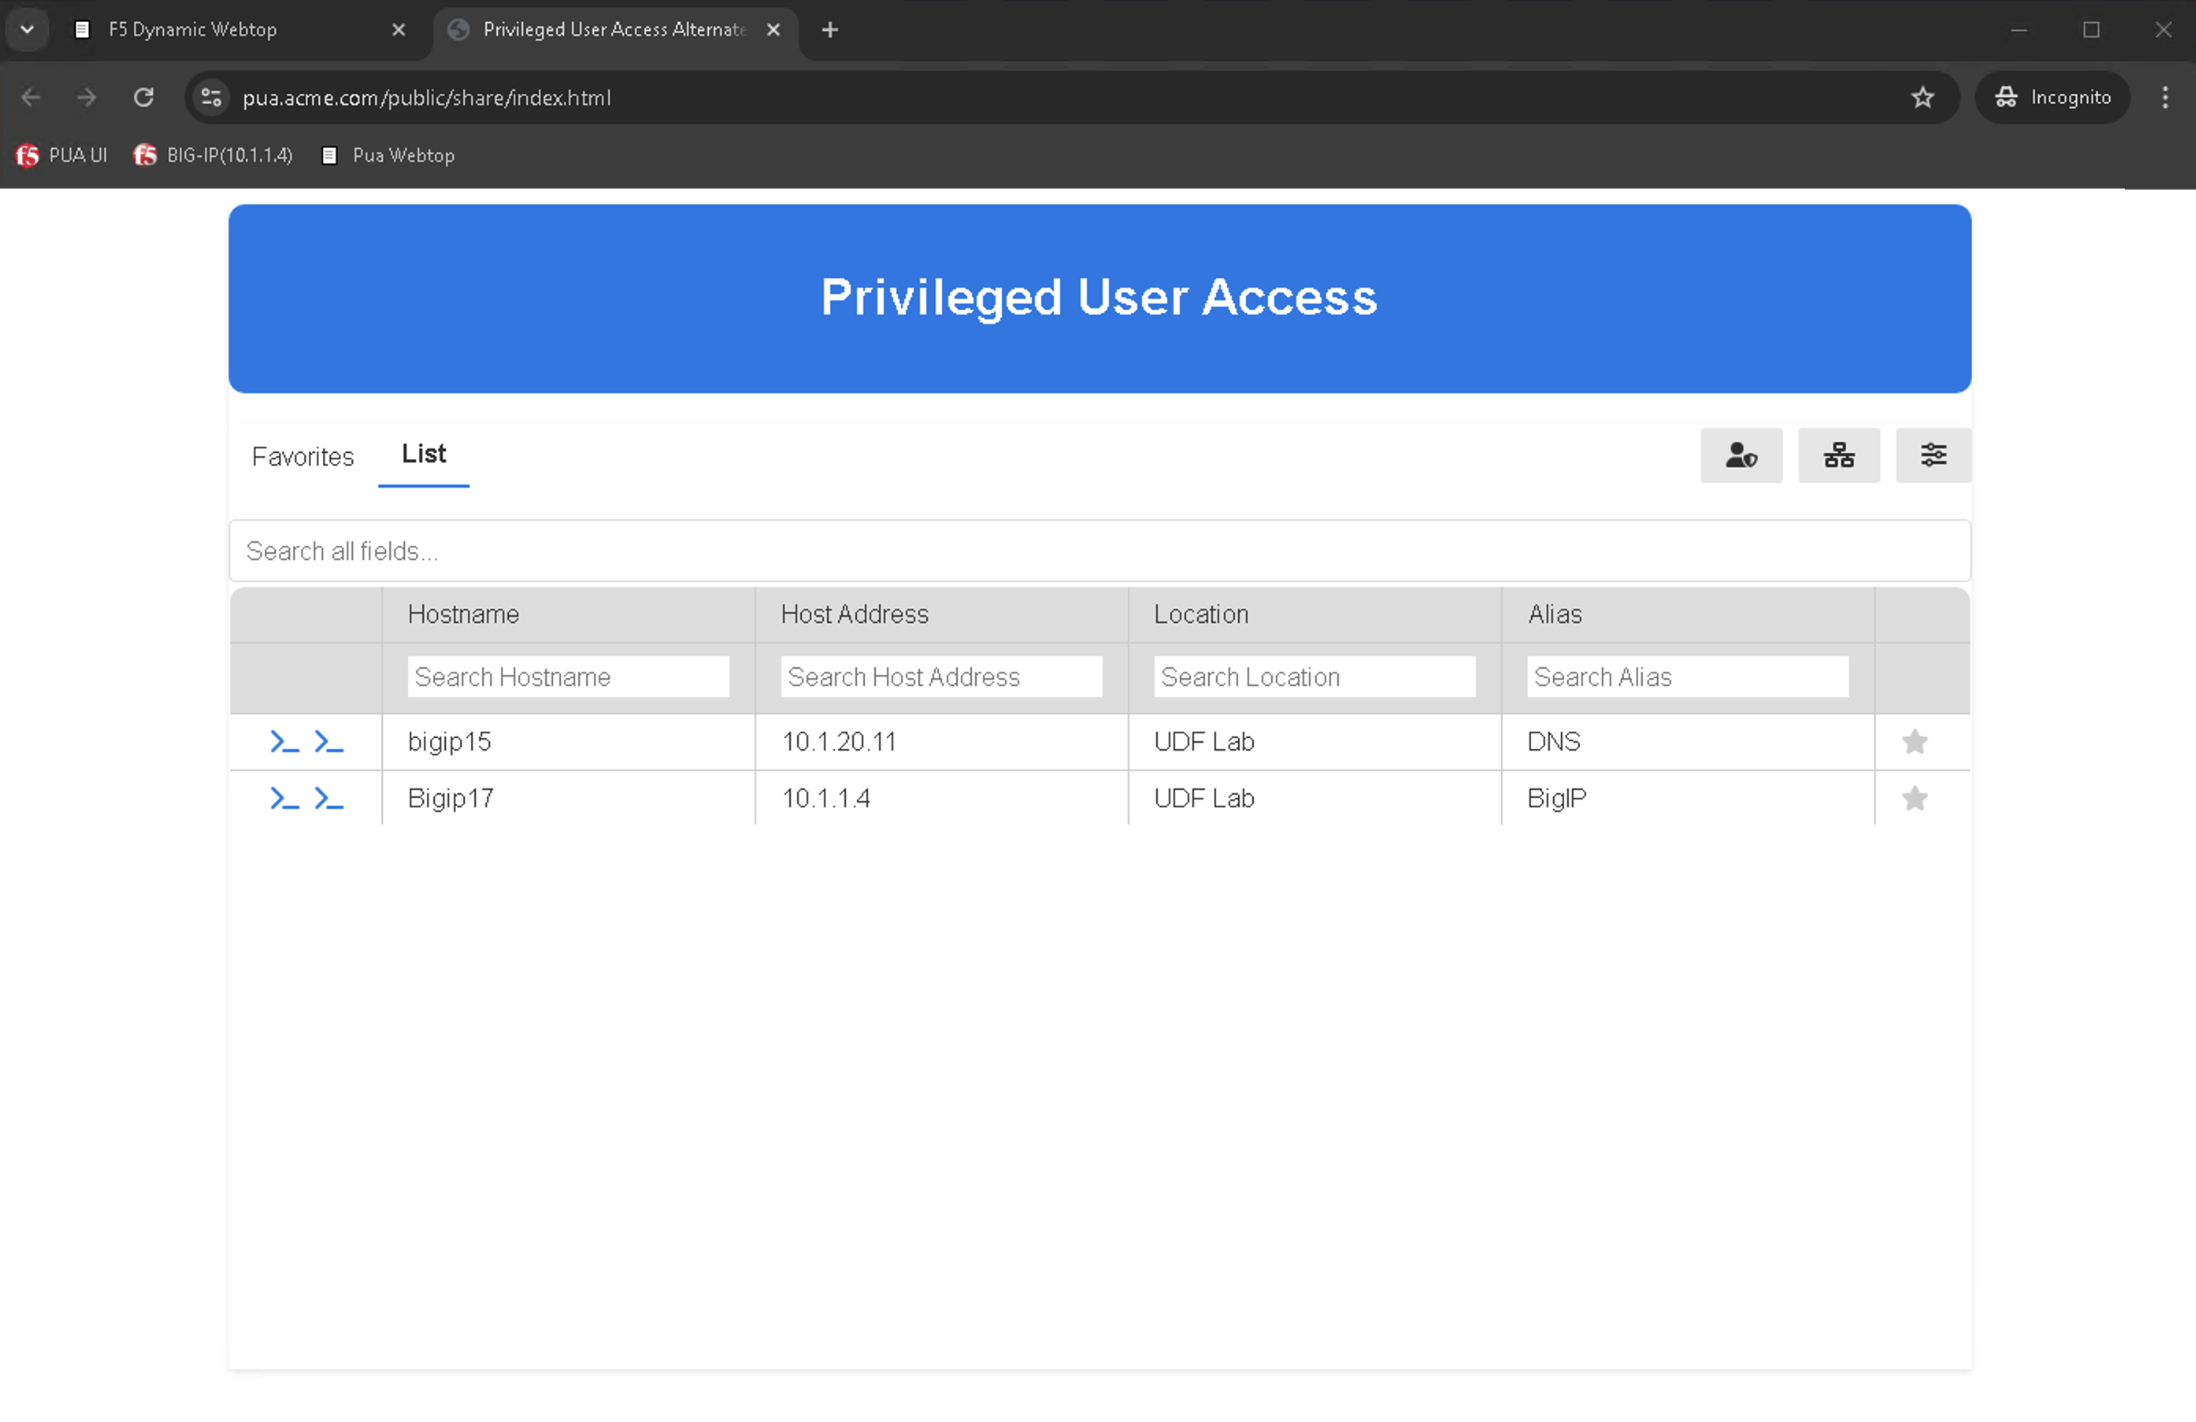 F5 Dynamic Webtop
Privileged User Access Alternate
pua.acme.com/public/share/index.html
Incognito
f5 PUA UI
f5 BIG-IP(10.1.1.4)
Pua Webtop
Privileged User Access
Favorites
List
Search all fields...
Hostname Host Address Location Alias
Search Hostname Search Host Address Search Location Search Alias
>_ >_ bigip15 10.1.20.11 UDF Lab DNS
>_ >_ Bigip17 10.1.1.4 UDF Lab BigIP